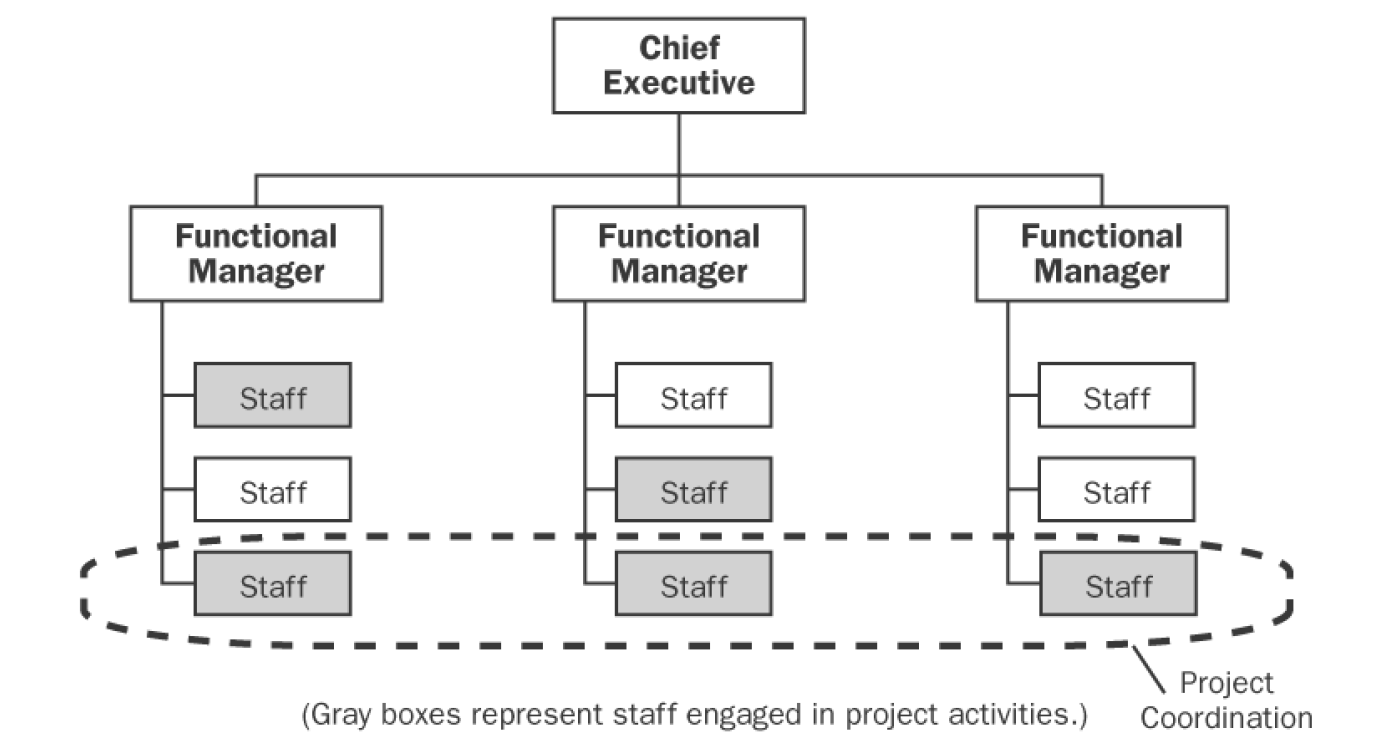 Chief
Executive
Functional
Manager
Functional
Manager
Functional
Manager
Staff
Staff
Staff
Staff
Staff
Staff
Staff
Staff
Staff
Project
Coordination
(Gray boxes represent staff engaged in project activities.)